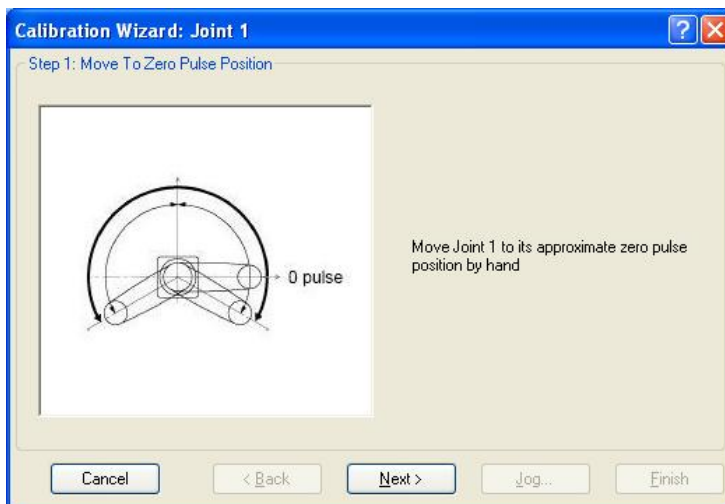 Calibration Wizard: Joint 1
Step 1: Move To Zero Pulse Position
0 pulse
Move Joint 1 to its approximate zero pulse
position by hand
Cancel
< Back
Next >
Jog...
Finish